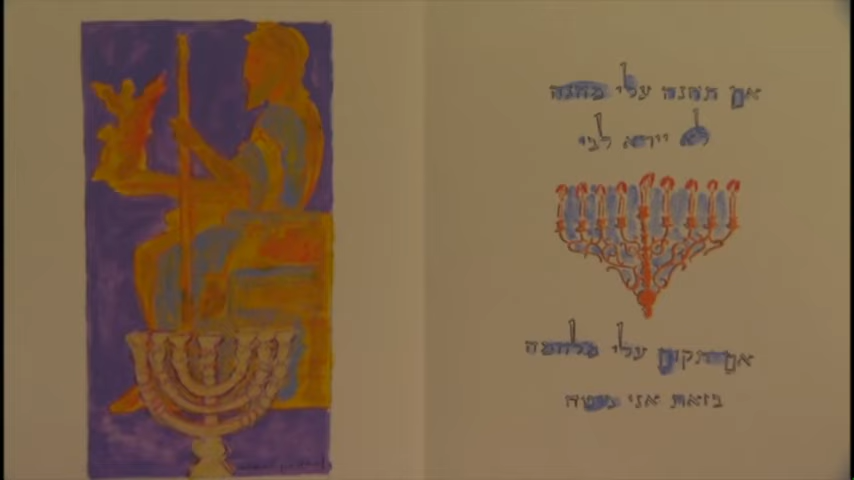 אם תחנה עלי מחנה
לא יירא לבי
אם תקום עלי מלחמה
בזאת אני בוטח